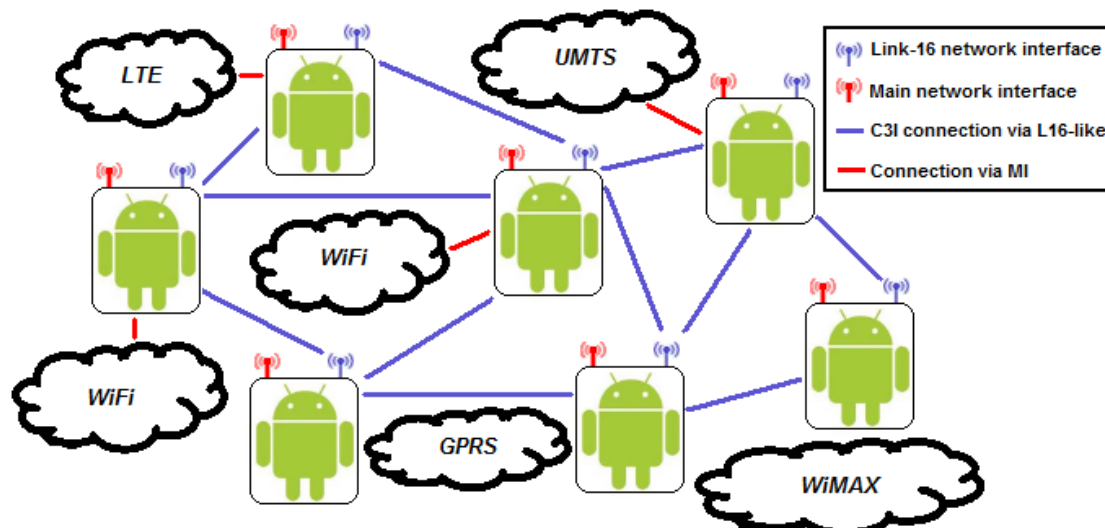 LTE
UMTS
Link-16 network interface
Main network interface
C3I connection via L16-like
Connection via MI
WiFi
WiFi
GPRS
WiMAX